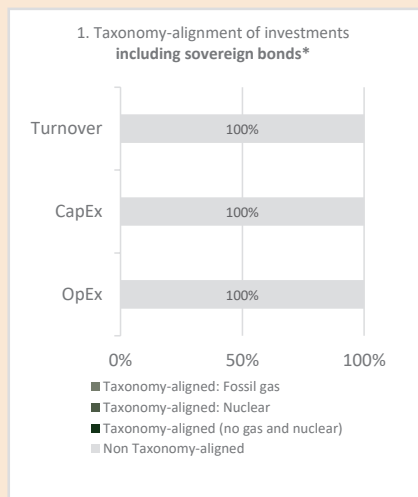 1. Taxonomy-alignment of investments
including sovereign bonds*
Turnover
100%
CapEx
100%
OpEx
100%
0% 50% 100%
Taxonomy-aligned: Fossil gas
Taxonomy-aligned: Nuclear
Taxonomy-aligned (no gas and nuclear)
Non Taxonomy-aligned